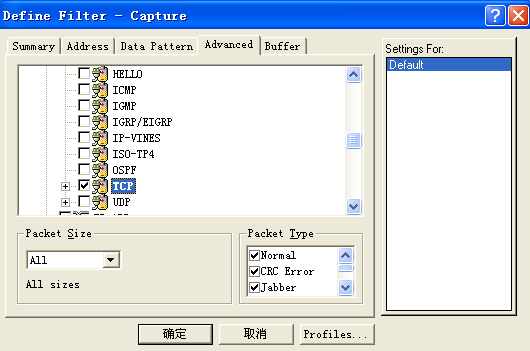 Define Filter - Capture
Summary Address Data Pattern Advanced Buffer
Settings For:
Default
HELLO
ICMP
IGMP
IGRP/EIGRP
IP-VINES
ISO-TP4
OSPF
TCP
UDP
Packet Size
All
All sizes
Packet Type
Normal
CRC Error
Jabber
确定 取消 Profiles...